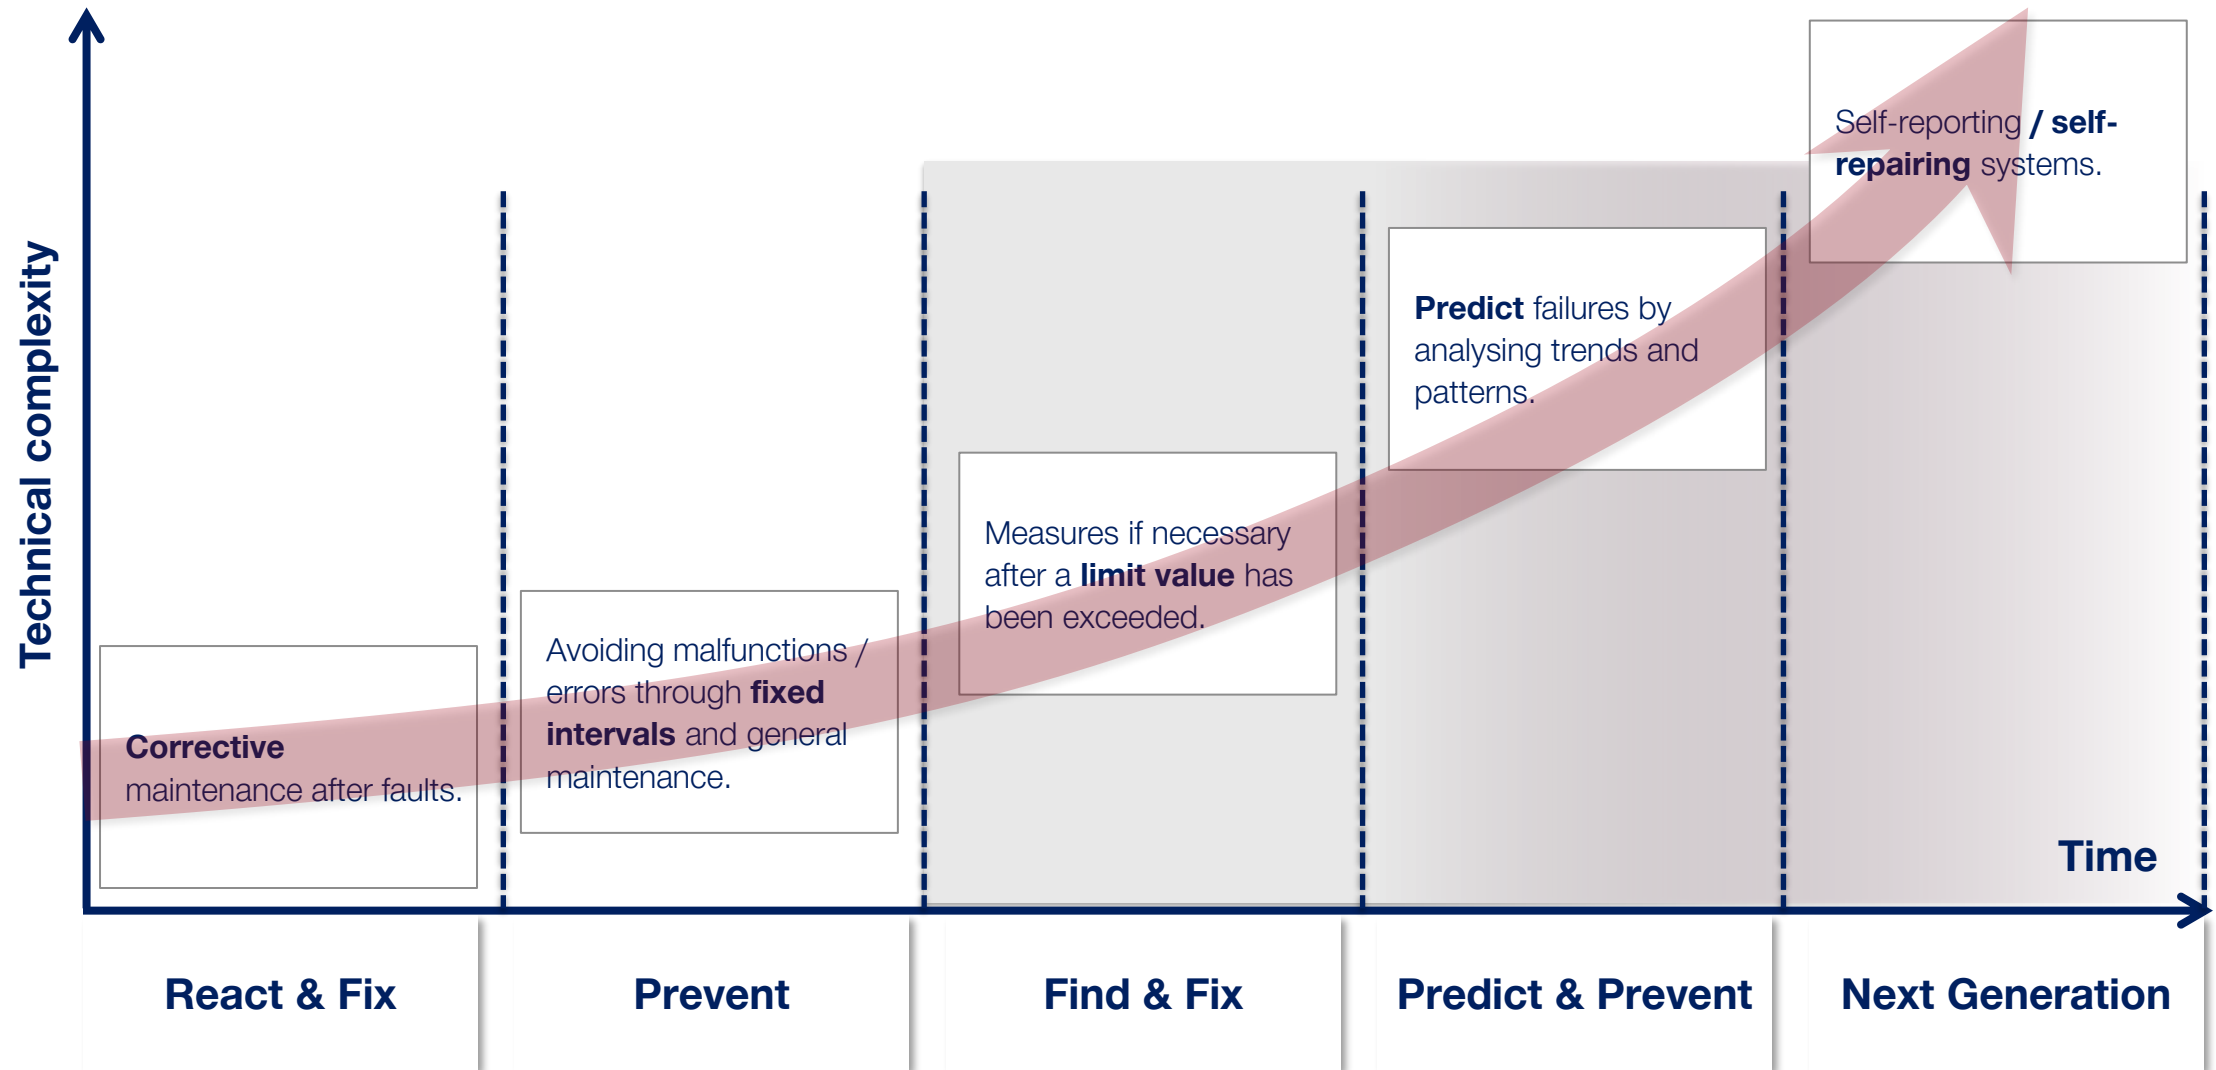 Technical complexity
Corrective
maintenance after faults.
Avoiding malfunctions /
errors through fixed
intervals and general
maintenance.
Measures if necessary
after a limit value has
been exceeded.
Predict failures by
analysing trends and
patterns.
Self-reporting / self-
repairing systems.
Time
React & Fix
Prevent
Find & Fix
Predict & Prevent
Next Generation